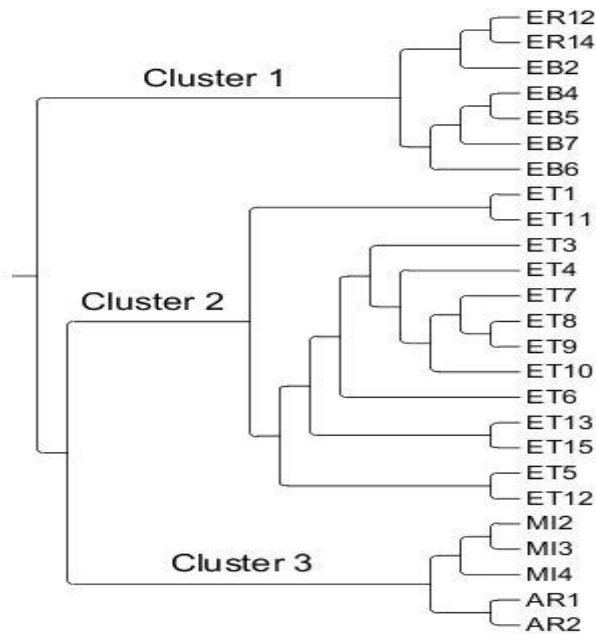 ER12
ER14
EB2
Cluster 1
EB4
EB5
EB7
EB6
ET1
ET11
ET3
ET4
ET7
Cluster 2
ET8
ET9
ET10
ET6
ET13
ET15
ET5
ET12
MI2
MI3
Cluster 3
MI4
AR1
AR2